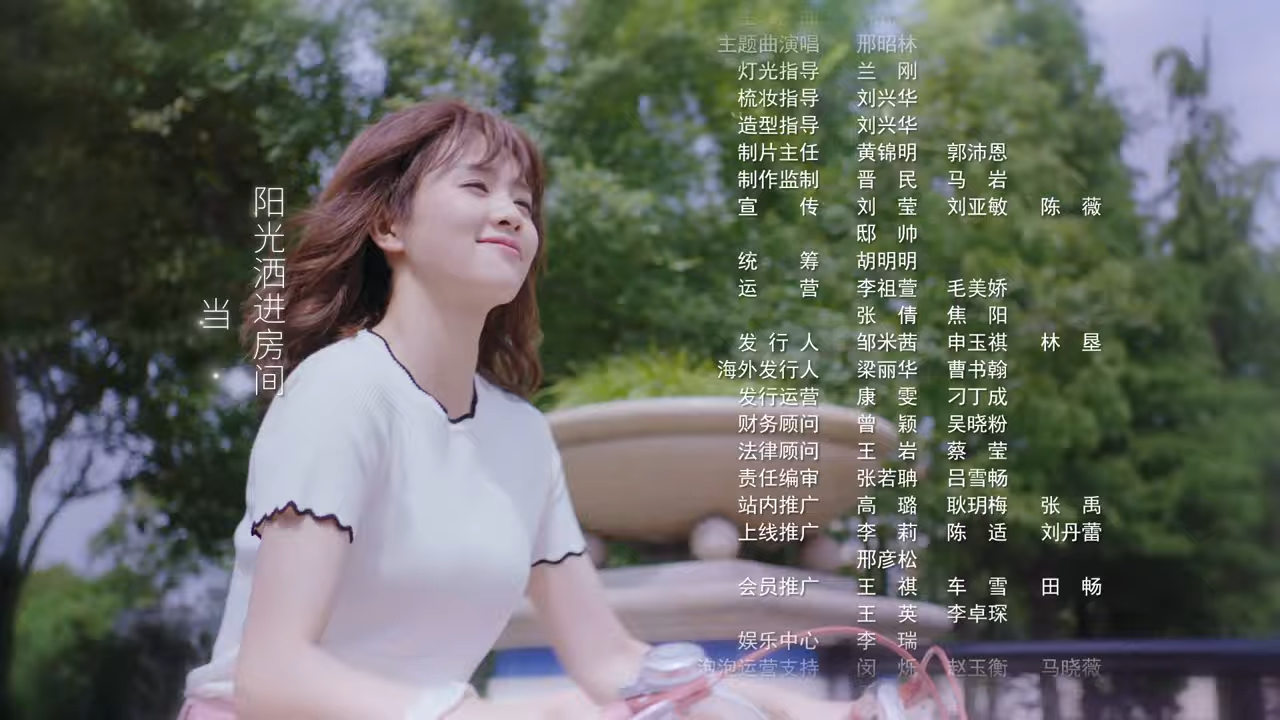 当
阳光洒进房间
主题曲演唱 邢昭林
灯光指导 兰刚
梳妆指导 刘兴华
造型指导 刘兴华
制片主任 黄锦明 郭沛恩
制作监制 晋民 马岩
宣传 刘莹 刘亚敏 陈薇
邸帅
统筹 胡明明
运营 李祖萱 毛美娇
张倩 焦阳
发行人 邹米茜 申玉祺 林垦
海外发行人 梁丽华 曹书翰
发行运营 康雯 刁丁成
财务顾问 曾颖 吴晓粉
法律顾问 王岩 蔡莹
责任编审 张若聃 吕雪畅
站内推广 高璐 耿玥梅 张禹
上线推广 李莉 陈适 刘丹蕾
邢彦松
会员推广 王祺 车雪 田畅
王英 李卓琛
娱乐中心 李瑞
泡泡运营支持 闵烁 赵玉衡 马晓薇